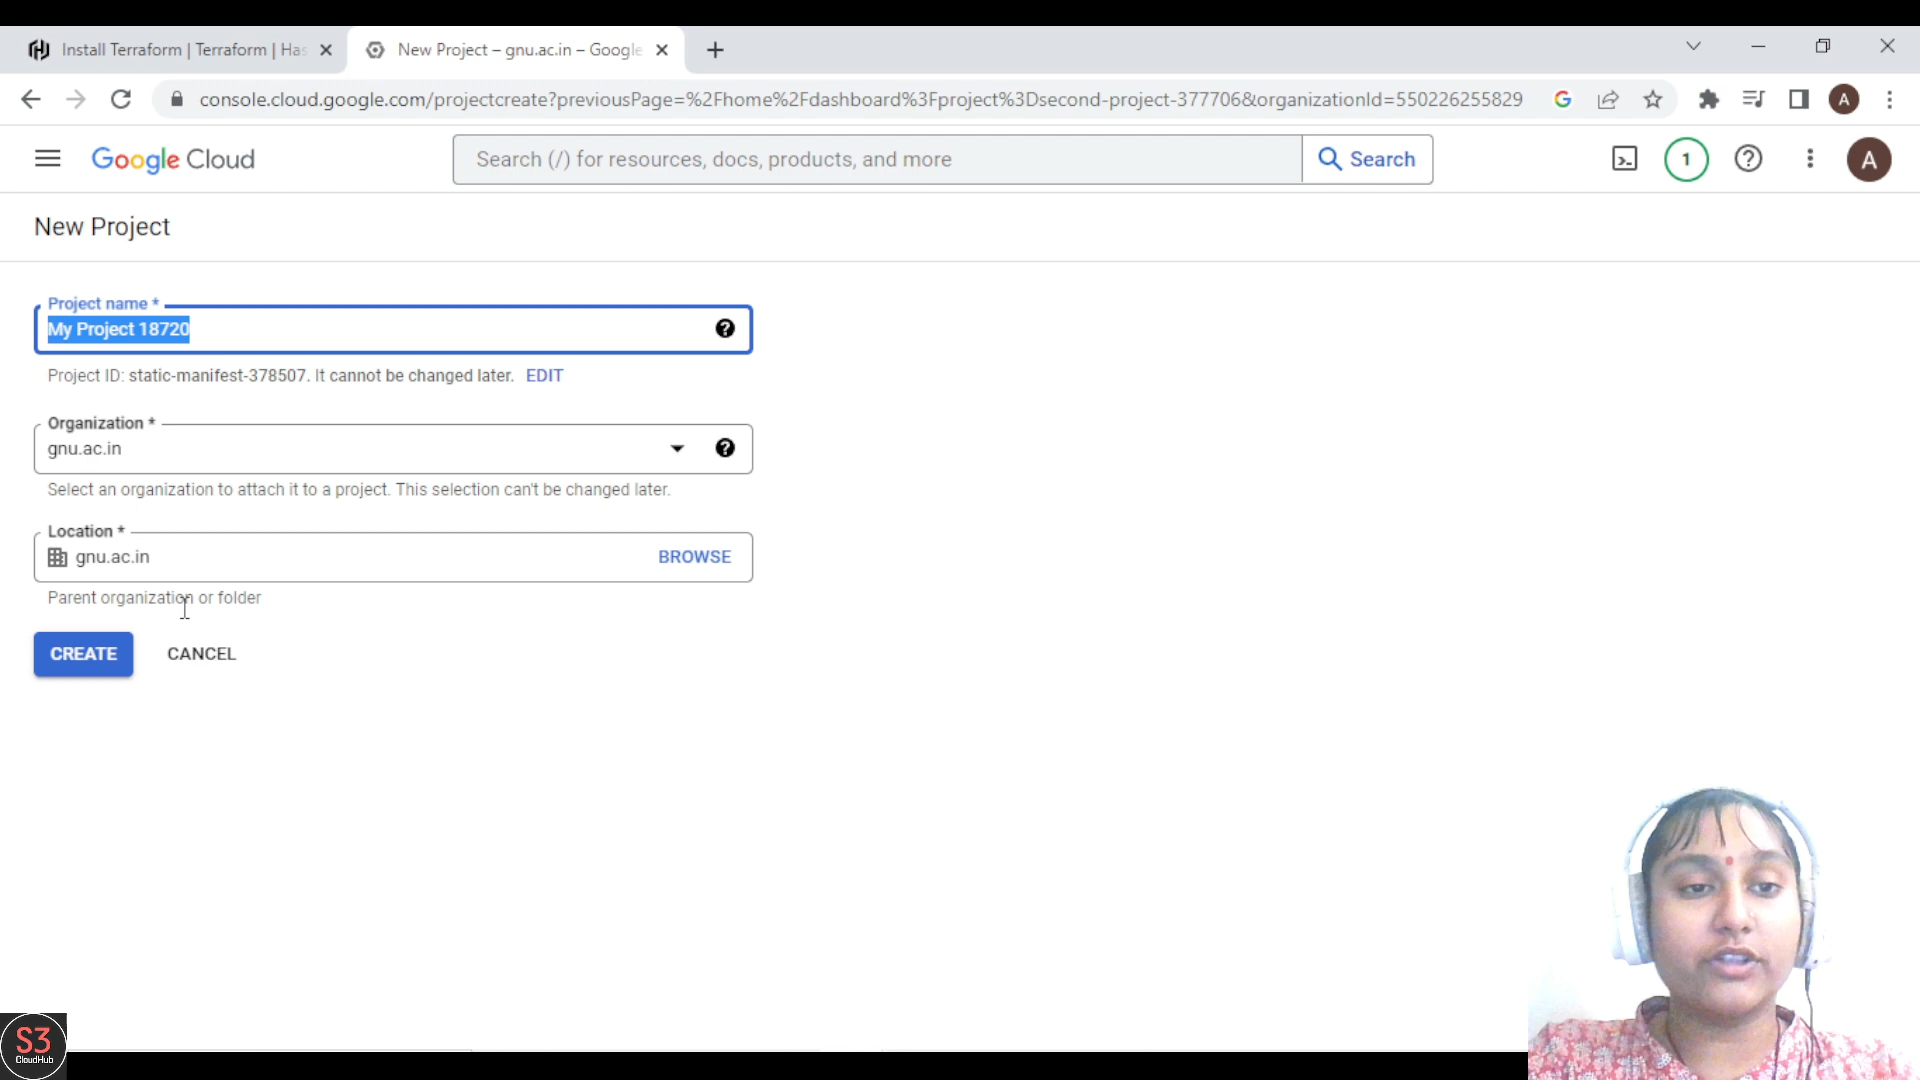 Install Terraform | Terraform | Has
New Project – gnu.ac.in – Google
console.cloud.google.com/projectcreate?previousPage=%2Fhome%2Fdashboard%3Fproject%3Dsecond-project-377706&organizationId=550226255829
A
Google Cloud
Search (/) for resources, docs, products, and more
Search
1
A
New Project
Project name *
My Project 18720
Project ID: static-manifest-378507. It cannot be changed later. EDIT
Organization *
gnu.ac.in
Select an organization to attach it to a project. This selection can't be changed later.
Location *
gnu.ac.in
BROWSE
Parent organization or folder
CREATE
CANCEL
S3
CloudHub